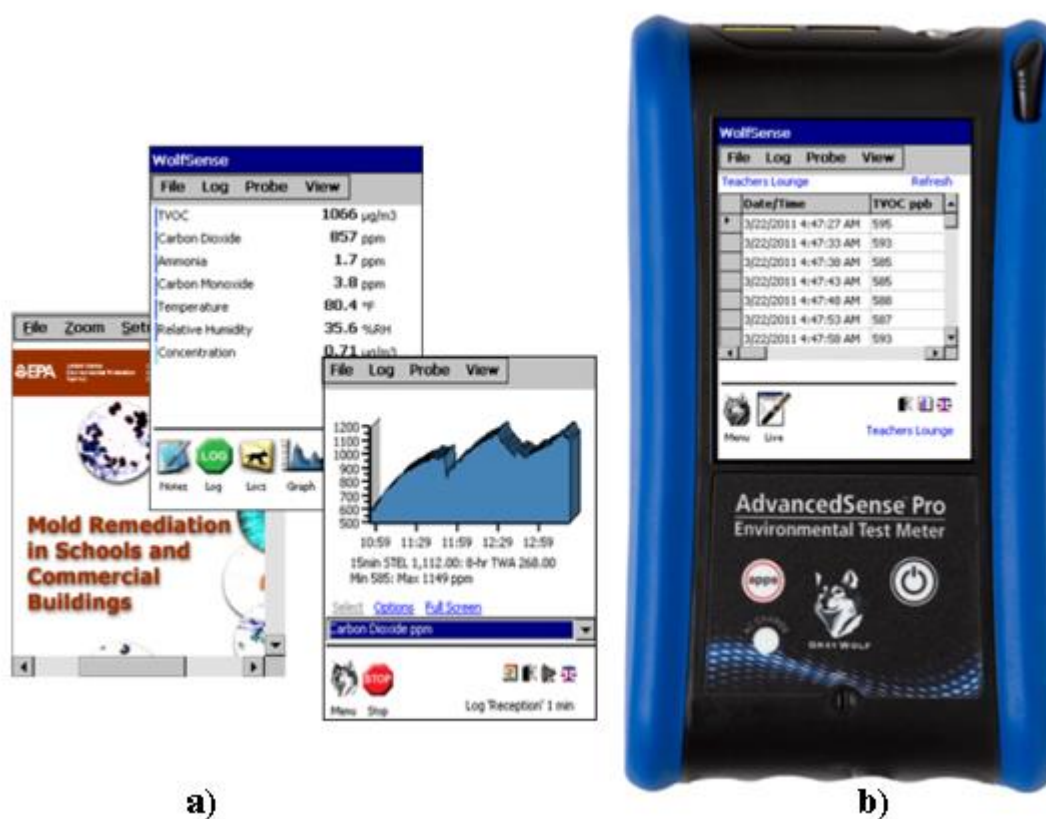 WolfSense
File Log Probe View
TVOC 1066 µg/m3
Carbon Dioxide 857 ppm
Ammonia 1.7 ppm
Carbon Monoxide 3.8 ppm
Temperature 80.4 °F
Relative Humidity 35.6 %RH
Concentration 0.71 µg/m3
Notes Log Locs Graph
LOG
File Zoom
EPA
Mold Remediation
in Schools and
Commercial
Buildings
File Log Probe View
1200
1100
1000
900
800
700
600
500
10:59 11:29 11:59 12:29 12:59
15min STEL 1,112.00: 8-hr TWA 268.00
Min 585: Max 1149 ppm
Select Options Full Screen
Carbon Dioxide ppm
STOP
Menu Stop
Log 'Reception' 1 min
a)
WolfSense
File Log Probe View
Teachers Lounge Refresh
Date/Time TVOC ppb
3/22/2011 4:47:27 AM 595
3/22/2011 4:47:33 AM 593
3/22/2011 4:47:38 AM 585
3/22/2011 4:47:43 AM 585
3/22/2011 4:47:48 AM 588
3/22/2011 4:47:53 AM 587
3/22/2011 4:47:58 AM 593
Menu Live
Teachers Lounge
AdvancedSense Pro
Environmental Test Meter
apps
GRAYWOLF
b)